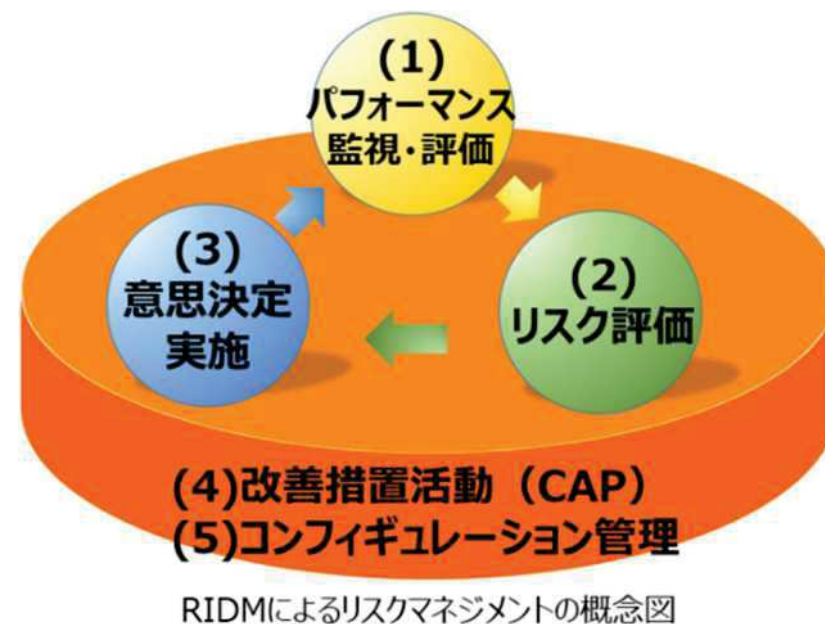 (1)
パフォーマンス
監視・評価
(2)
リスク評価
(3)
意思決定
実施
(4)改善措置活動（CAP）
(5)コンフィギュレーション管理
RIDMによるリスクマネジメントの概念図